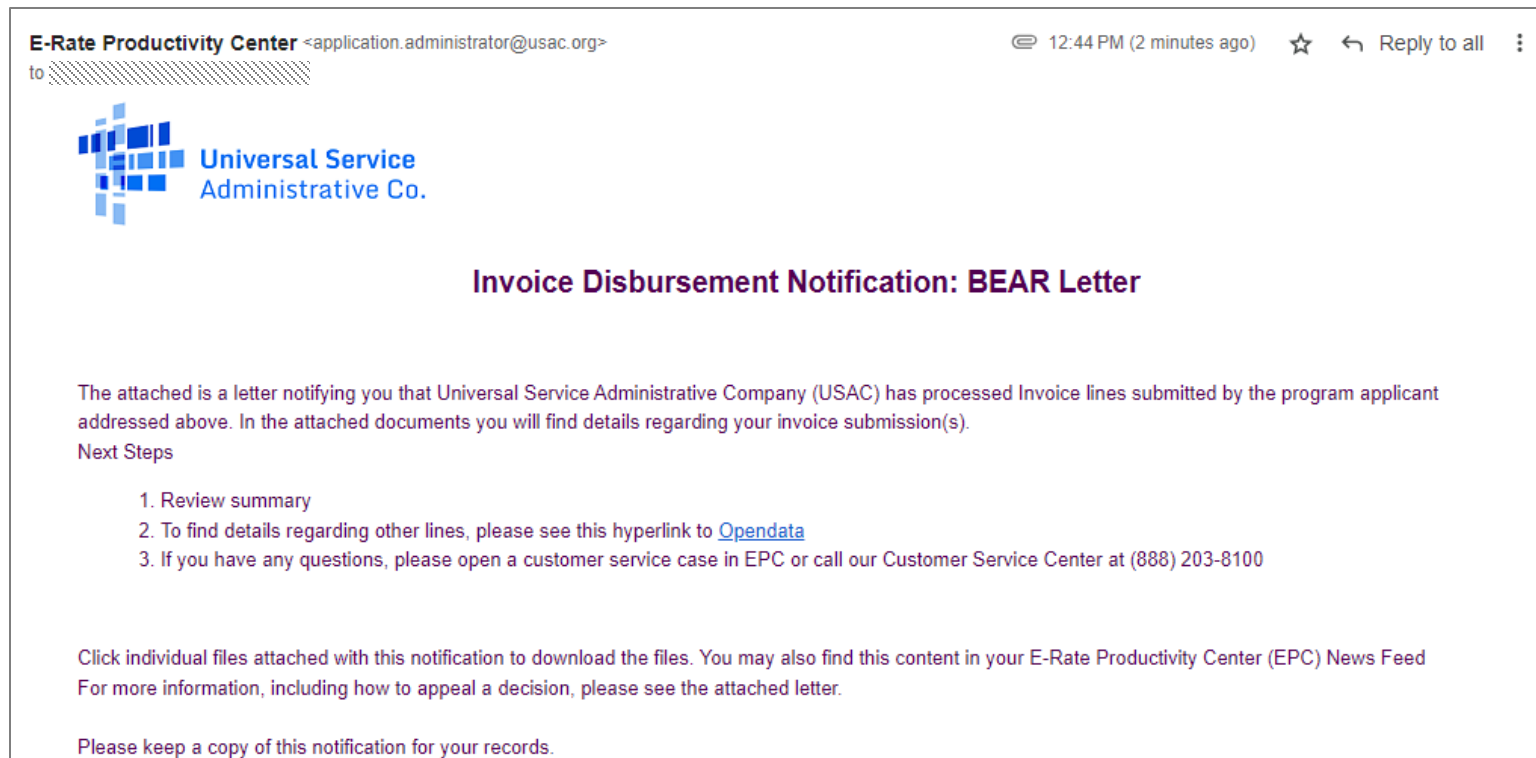 E-Rate Productivity Center <application.administrator@usac.org>
12:44 PM (2 minutes ago)
Reply to all
to
Universal Service
Administrative Co.
Invoice Disbursement Notification: BEAR Letter
The attached is a letter notifying you that Universal Service Administrative Company (USAC) has processed Invoice lines submitted by the program applicant
addressed above. In the attached documents you will find details regarding your invoice submission(s).
Next Steps
1. Review summary
2. To find details regarding other lines, please see this hyperlink to Opendata
3. If you have any questions, please open a customer service case in EPC or call our Customer Service Center at (888) 203-8100
Click individual files attached with this notification to download the files. You may also find this content in your E-Rate Productivity Center (EPC) News Feed
For more information, including how to appeal a decision, please see the attached letter.
Please keep a copy of this notification for your records.